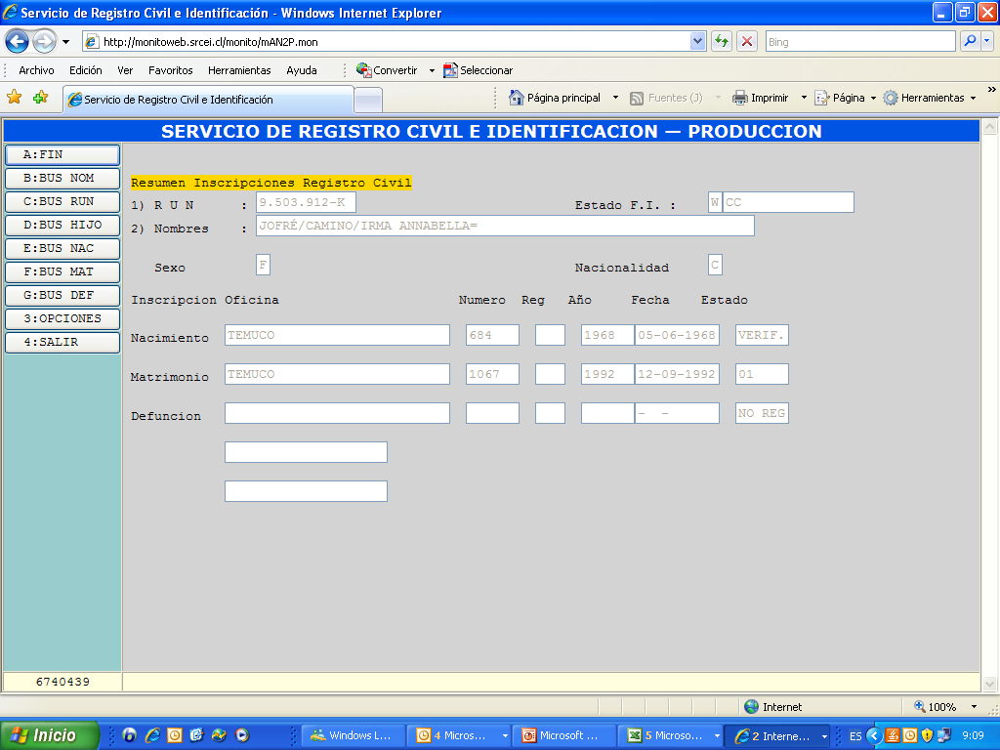 Servicio de Registro Civil e Identificación - Windows Internet Explorer
http://monitoweb.srcei.cl/monito/mAN2P.mon
Bing
Archivo Edición Ver Favoritos Herramientas Ayuda Convertir Seleccionar
Servicio de Registro Civil e Identificación Página principal Fuentes (J) Imprimir Página Herramientas »
SERVICIO DE REGISTRO CIVIL E IDENTIFICACION — PRODUCCION
A:FIN
B:BUS NOM
C:BUS RUN
D:BUS HIJO
E:BUS NAC
F:BUS MAT
G:BUS DEF
3:OPCIONES
4:SALIR
Resumen Inscripciones Registro Civil
1) R U N : 9.503.912-K Estado F.I. : W CC
2) Nombres : JOFRÉ/CAMINO/IRMA ANNABELLA=
Sexo F Nacionalidad C
Inscripcion Oficina Numero Reg Año Fecha Estado
Nacimiento TEMUCO 684 1968 05-06-1968 VERIF.
Matrimonio TEMUCO 1067 1992 12-09-1992 01
Defuncion - - NO REG
6740439
Internet 100%
Inicio Windows L... 4 Micros... Microsoft ... 5 Microso... 2 Interne... ES 9:09